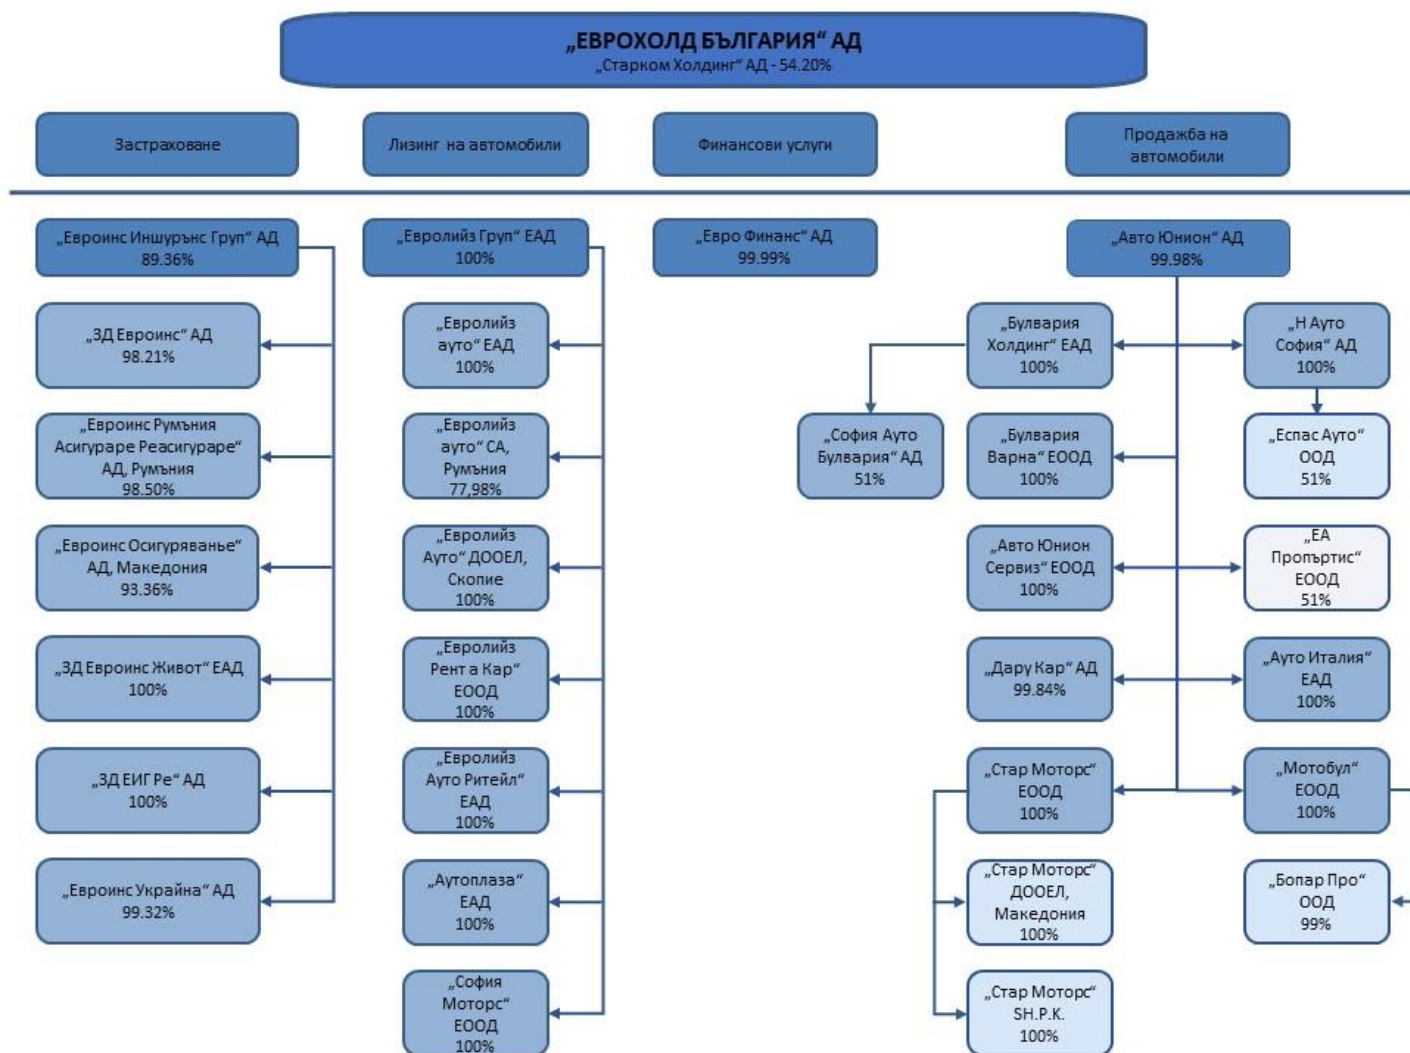 „ЕВРОХОЛД БЪЛГАРИЯ“ АД
„Старком Холдинг“ АД - 54.20%
Застраховане
Лизинг на автомобили
Финансови услуги
Продажба на
автомобили
„Евроинс Иншурънс Груп“ АД
89.36%
„Евролийз Груп“ ЕАД
100%
„Евро Финанс“ АД
99.99%
„Авто Юнион“ АД
99.98%
„ЗД Евроинс“ АД
98.21%
„Евролийз
ауто“ ЕАД
100%
„Булвария
Холдинг“ ЕАД
100%
„Н Ауто
София“ АД
100%
„Евроинс Румъния
Асигураре Реасигураре“
АД, Румъния
98.50%
„Евролийз
ауто“ СА,
Румъния
77,98%
„София Ауто
Булвария“ АД
51%
„Булвария
Варна“ ЕООД
100%
„Еспас Ауто“
ООД
51%
„Евроинс Осигуряванье“
АД, Македония
93.36%
„Евролийз
Ауто“ ДООЕЛ,
Скопие
100%
„Авто Юнион
Сервиз“ ЕООД
100%
„ЕА
Пропъртис“
ЕООД
51%
„ЗД Евроинс Живот“ ЕАД
100%
„Евролийз
Рент а Кар“
ЕООД
100%
„Дару Кар“ АД
99.84%
„Ауто Италия“
ЕАД
100%
„ЗД ЕИГ Ре“ АД
100%
„Евролийз
Ауто Ритейл“
ЕАД
100%
„Стар Моторс“
ЕООД
100%
„Мотобул“
ЕООД
100%
„Евроинс Украйна“ АД
99.32%
„Аутоплаза“
ЕАД
100%
„Стар Моторс“
ДООЕЛ,
Македония
100%
„Бопар Про“
ООД
99%
„София
Моторс“
ЕООД
100%
„Стар Моторс“
SH.P.K.
100%